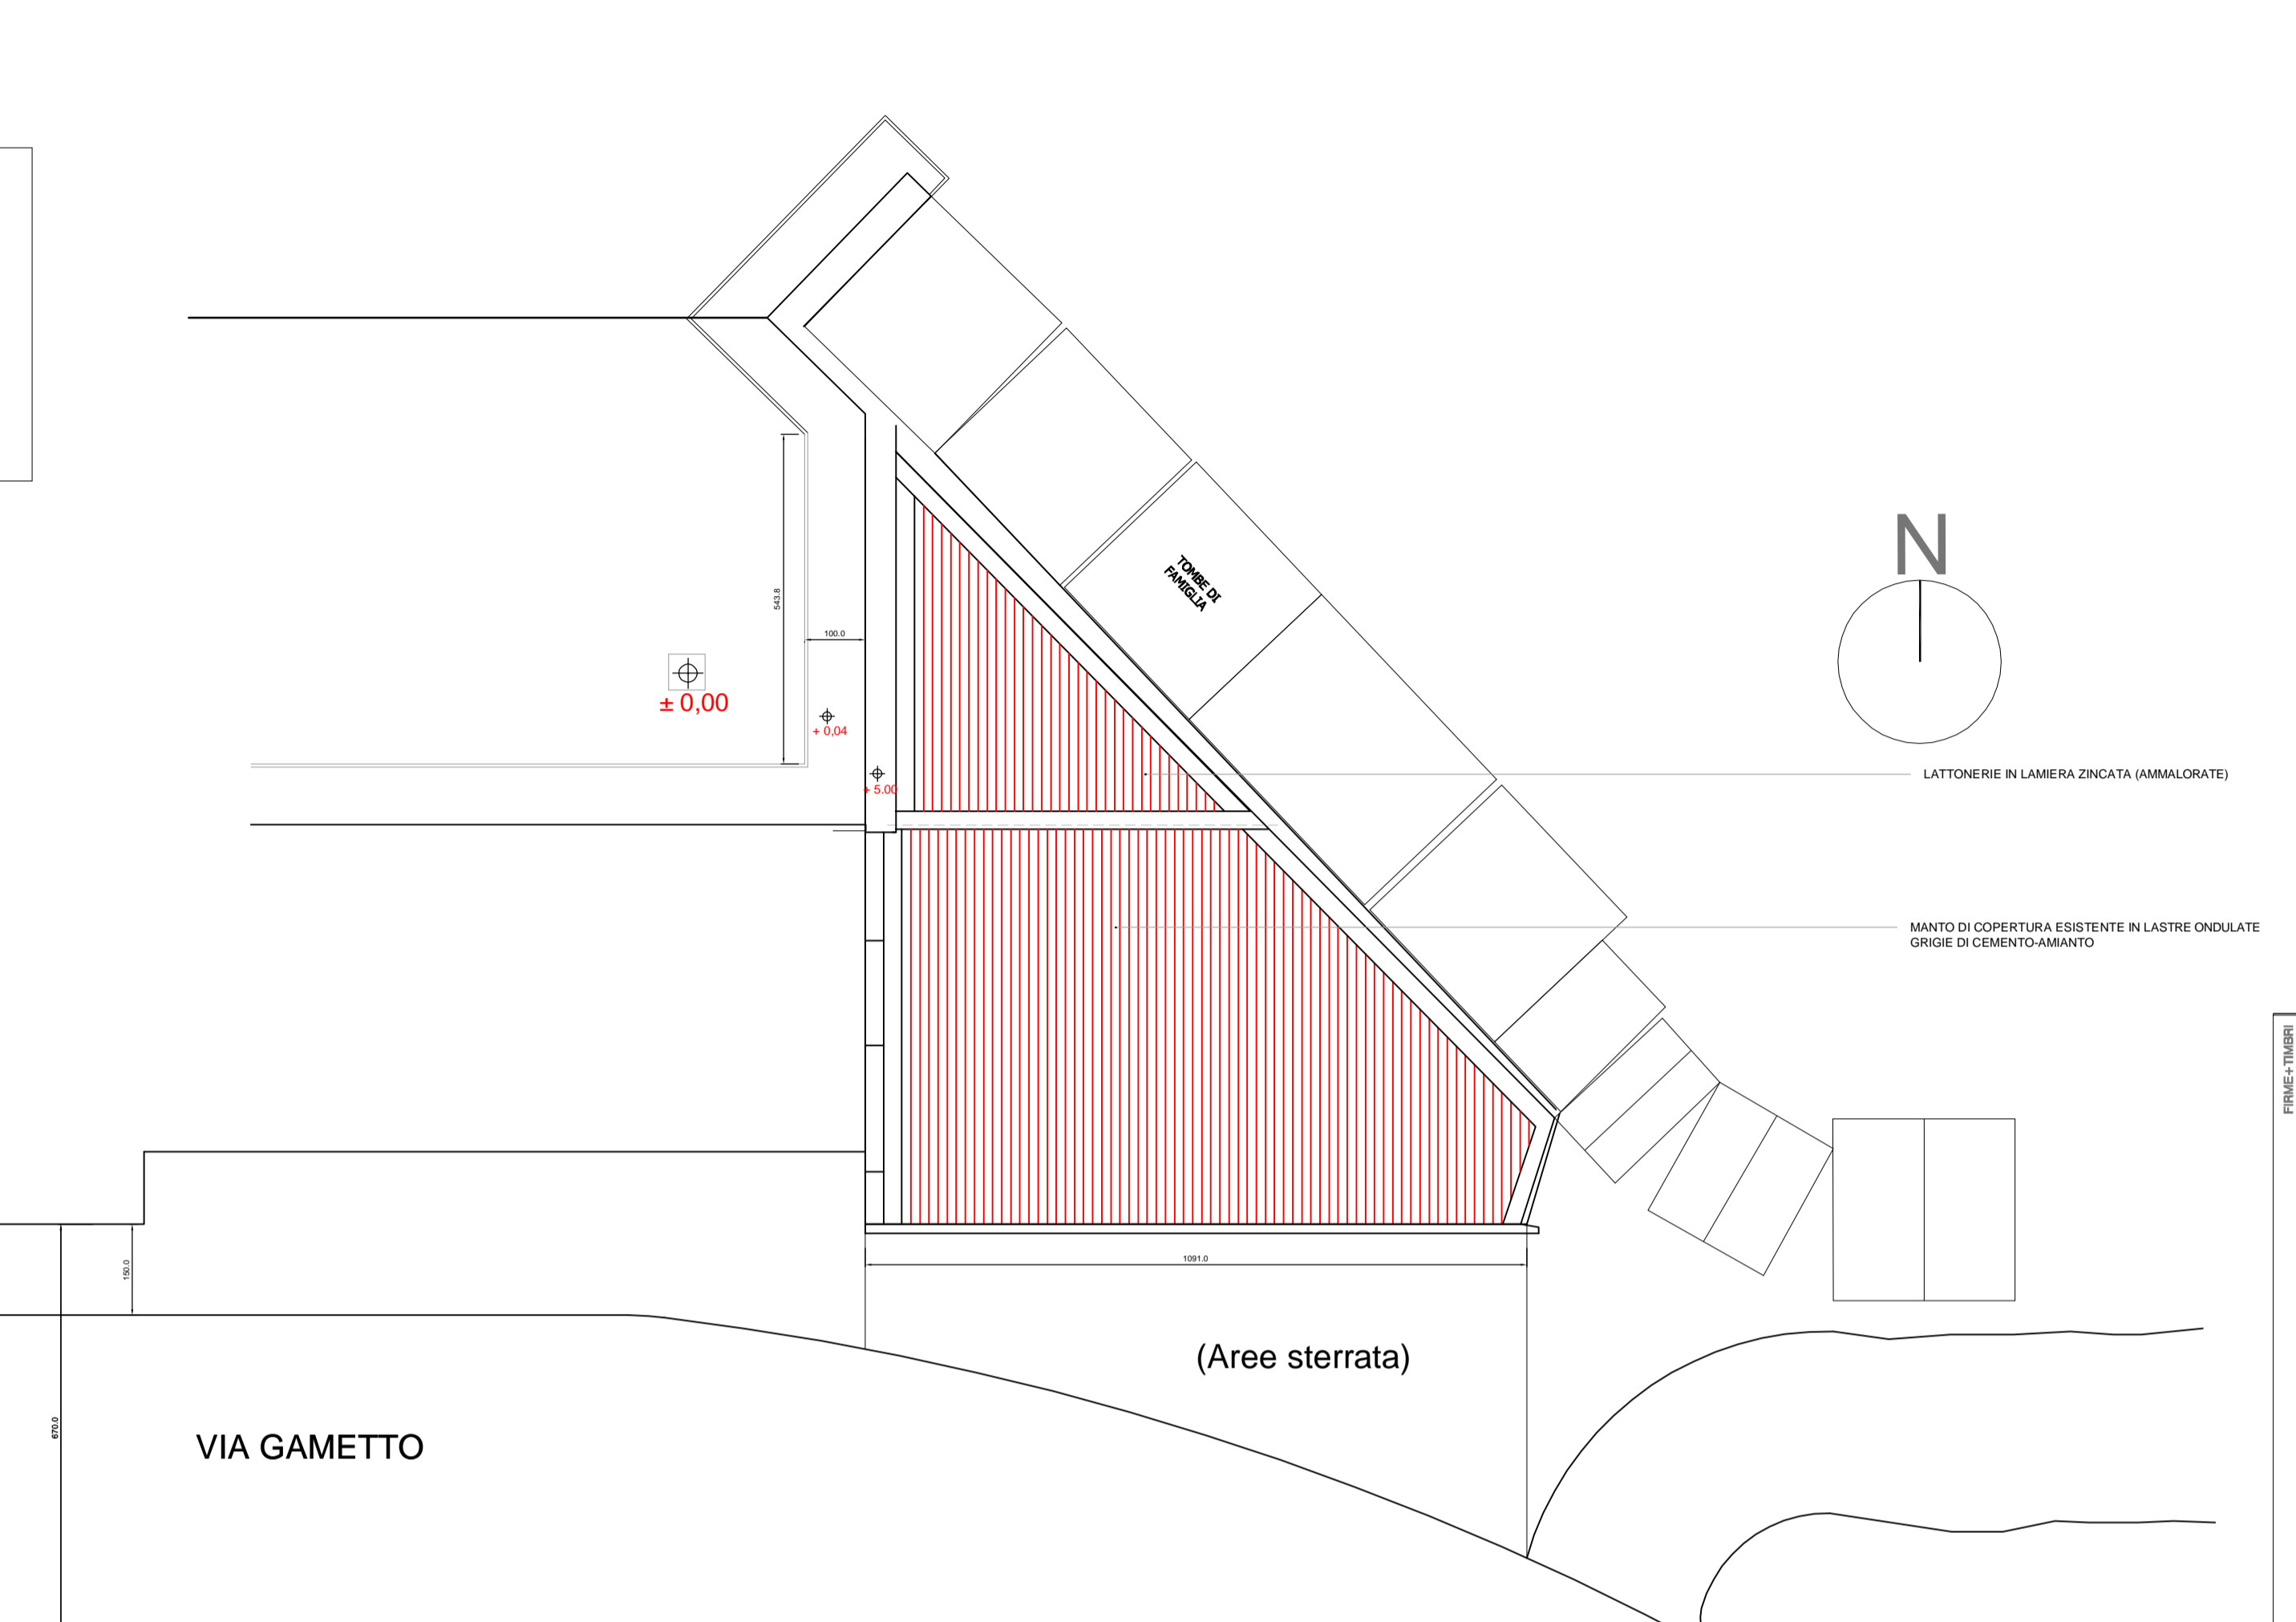 N
TOMBE DI
FAMIGLIA
543.8
100.0
± 0,00
+ 0,04
+ 5.00
LATTONERIE IN LAMIERA ZINCATA (AMMALORATE)
MANTO DI COPERTURA ESISTENTE IN LASTRE ONDULATE
GRIGIE DI CEMENTO-AMIANTO
FIRME+TIMBRI
150.0
1091.0
(Aree sterrata)
670.0
VIA GAMETTO